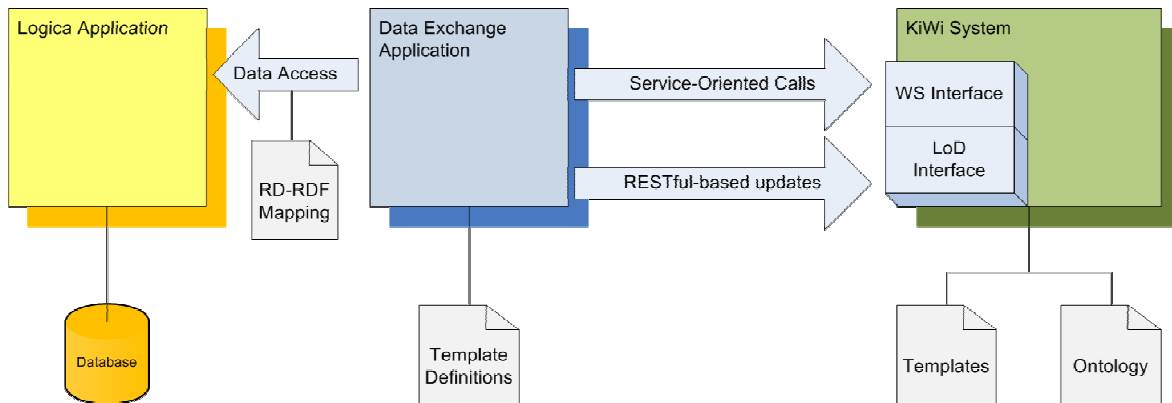 Logica Application
Data Exchange
Application
KiWi System
Data Access
Service-Oriented Calls
WS Interface
LoD
Interface
RD-RDF
Mapping
RESTful-based updates
Database
Template
Definitions
Templates
Ontology